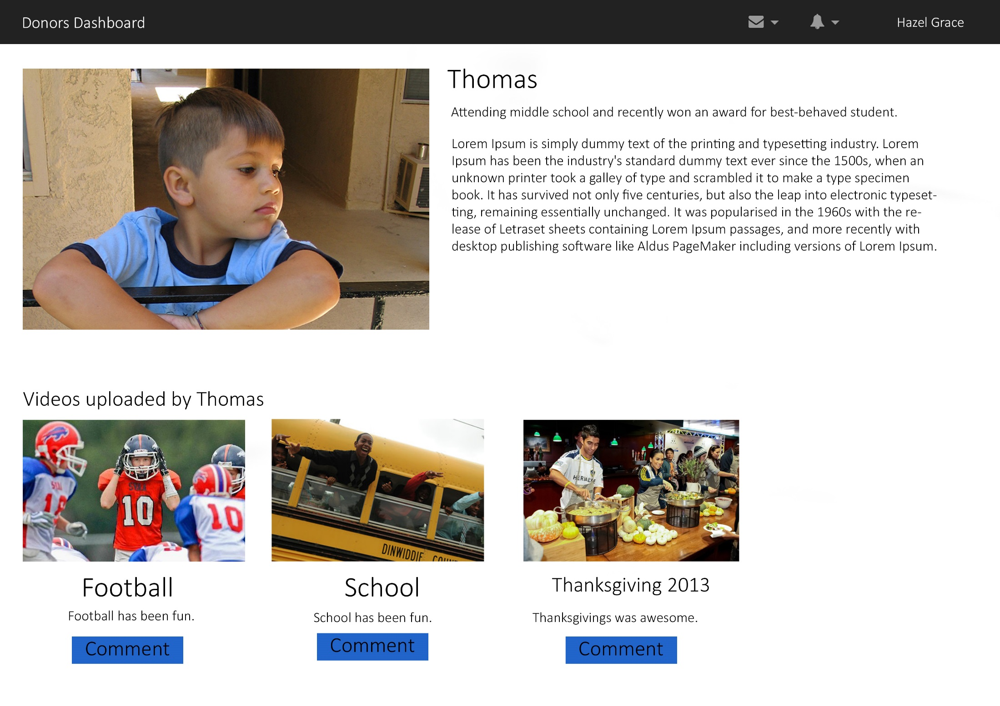 Donors Dashboard
Hazel Grace
Thomas
Attending middle school and recently won an award for best-behaved student.
Lorem Ipsum is simply dummy text of the printing and typesetting industry. Lorem
Ipsum has been the industry's standard dummy text ever since the 1500s, when an
unknown printer took a galley of type and scrambled it to make a type specimen
book. It has survived not only five centuries, but also the leap into electronic typeset-
ting, remaining essentially unchanged. It was popularised in the 1960s with the re-
lease of Letraset sheets containing Lorem Ipsum passages, and more recently with
desktop publishing software like Aldus PageMaker including versions of Lorem Ipsum.
Videos uploaded by Thomas
10
10
DINWIDDIE
HERBALIFE
Football
School
Thanksgiving 2013
Football has been fun.
School has been fun.
Thanksgivings was awesome.
Comment
Comment
Comment